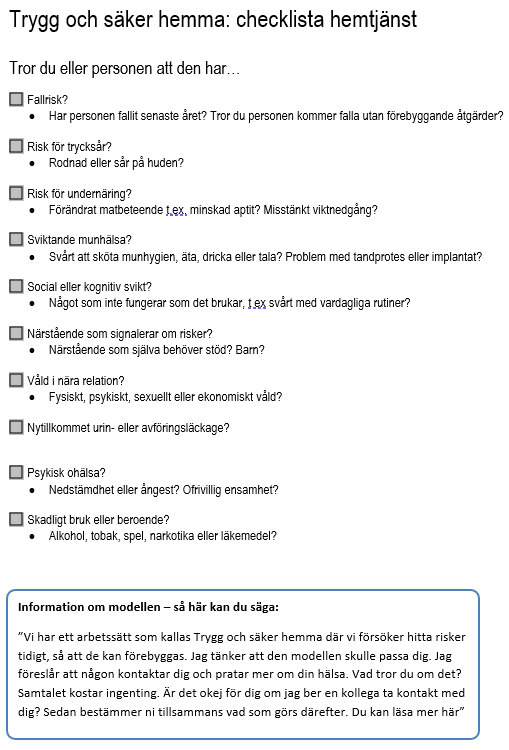 Trygg och säker hemma: checklista hemtjänst
Tror du eller personen att den har…
Fallrisk?
• Har personen fallit senaste året? Tror du personen kommer falla utan förebyggande åtgärder?
Risk för trycksår?
• Rodnad eller sår på huden?
Risk för undernäring?
• Förändrat matbeteende t.ex. minskad aptit? Misstänkt viktnedgång?
Sviktande munhälsa?
• Svårt att sköta munhygien, äta, dricka eller tala? Problem med tandprotes eller implantat?
Social eller kognitiv svikt?
• Något som inte fungerar som det brukar, t ex svårt med vardagliga rutiner?
Närstående som signalerar om risker?
• Närstående som själva behöver stöd? Barn?
Våld i nära relation?
• Fysiskt, psykiskt, sexuellt eller ekonomiskt våld?
Nytillkommet urin- eller avföringsläckage?
Psykisk ohälsa?
• Nedstämdhet eller ångest? Ofrivillig ensamhet?
Skadligt bruk eller beroende?
• Alkohol, tobak, spel, narkotika eller läkemedel?
Information om modellen – så här kan du säga:
”Vi har ett arbetssätt som kallas Trygg och säker hemma där vi försöker hitta risker
tidigt, så att de kan förebyggas. Jag tänker att den modellen skulle passa dig. Jag
föreslår att någon kontaktar dig och pratar mer om din hälsa. Vad tror du om det?
Samtalet kostar ingenting. Är det okej för dig om jag ber en kollega ta kontakt med
dig? Sedan bestämmer ni tillsammans vad som görs därefter. Du kan läsa mer här”